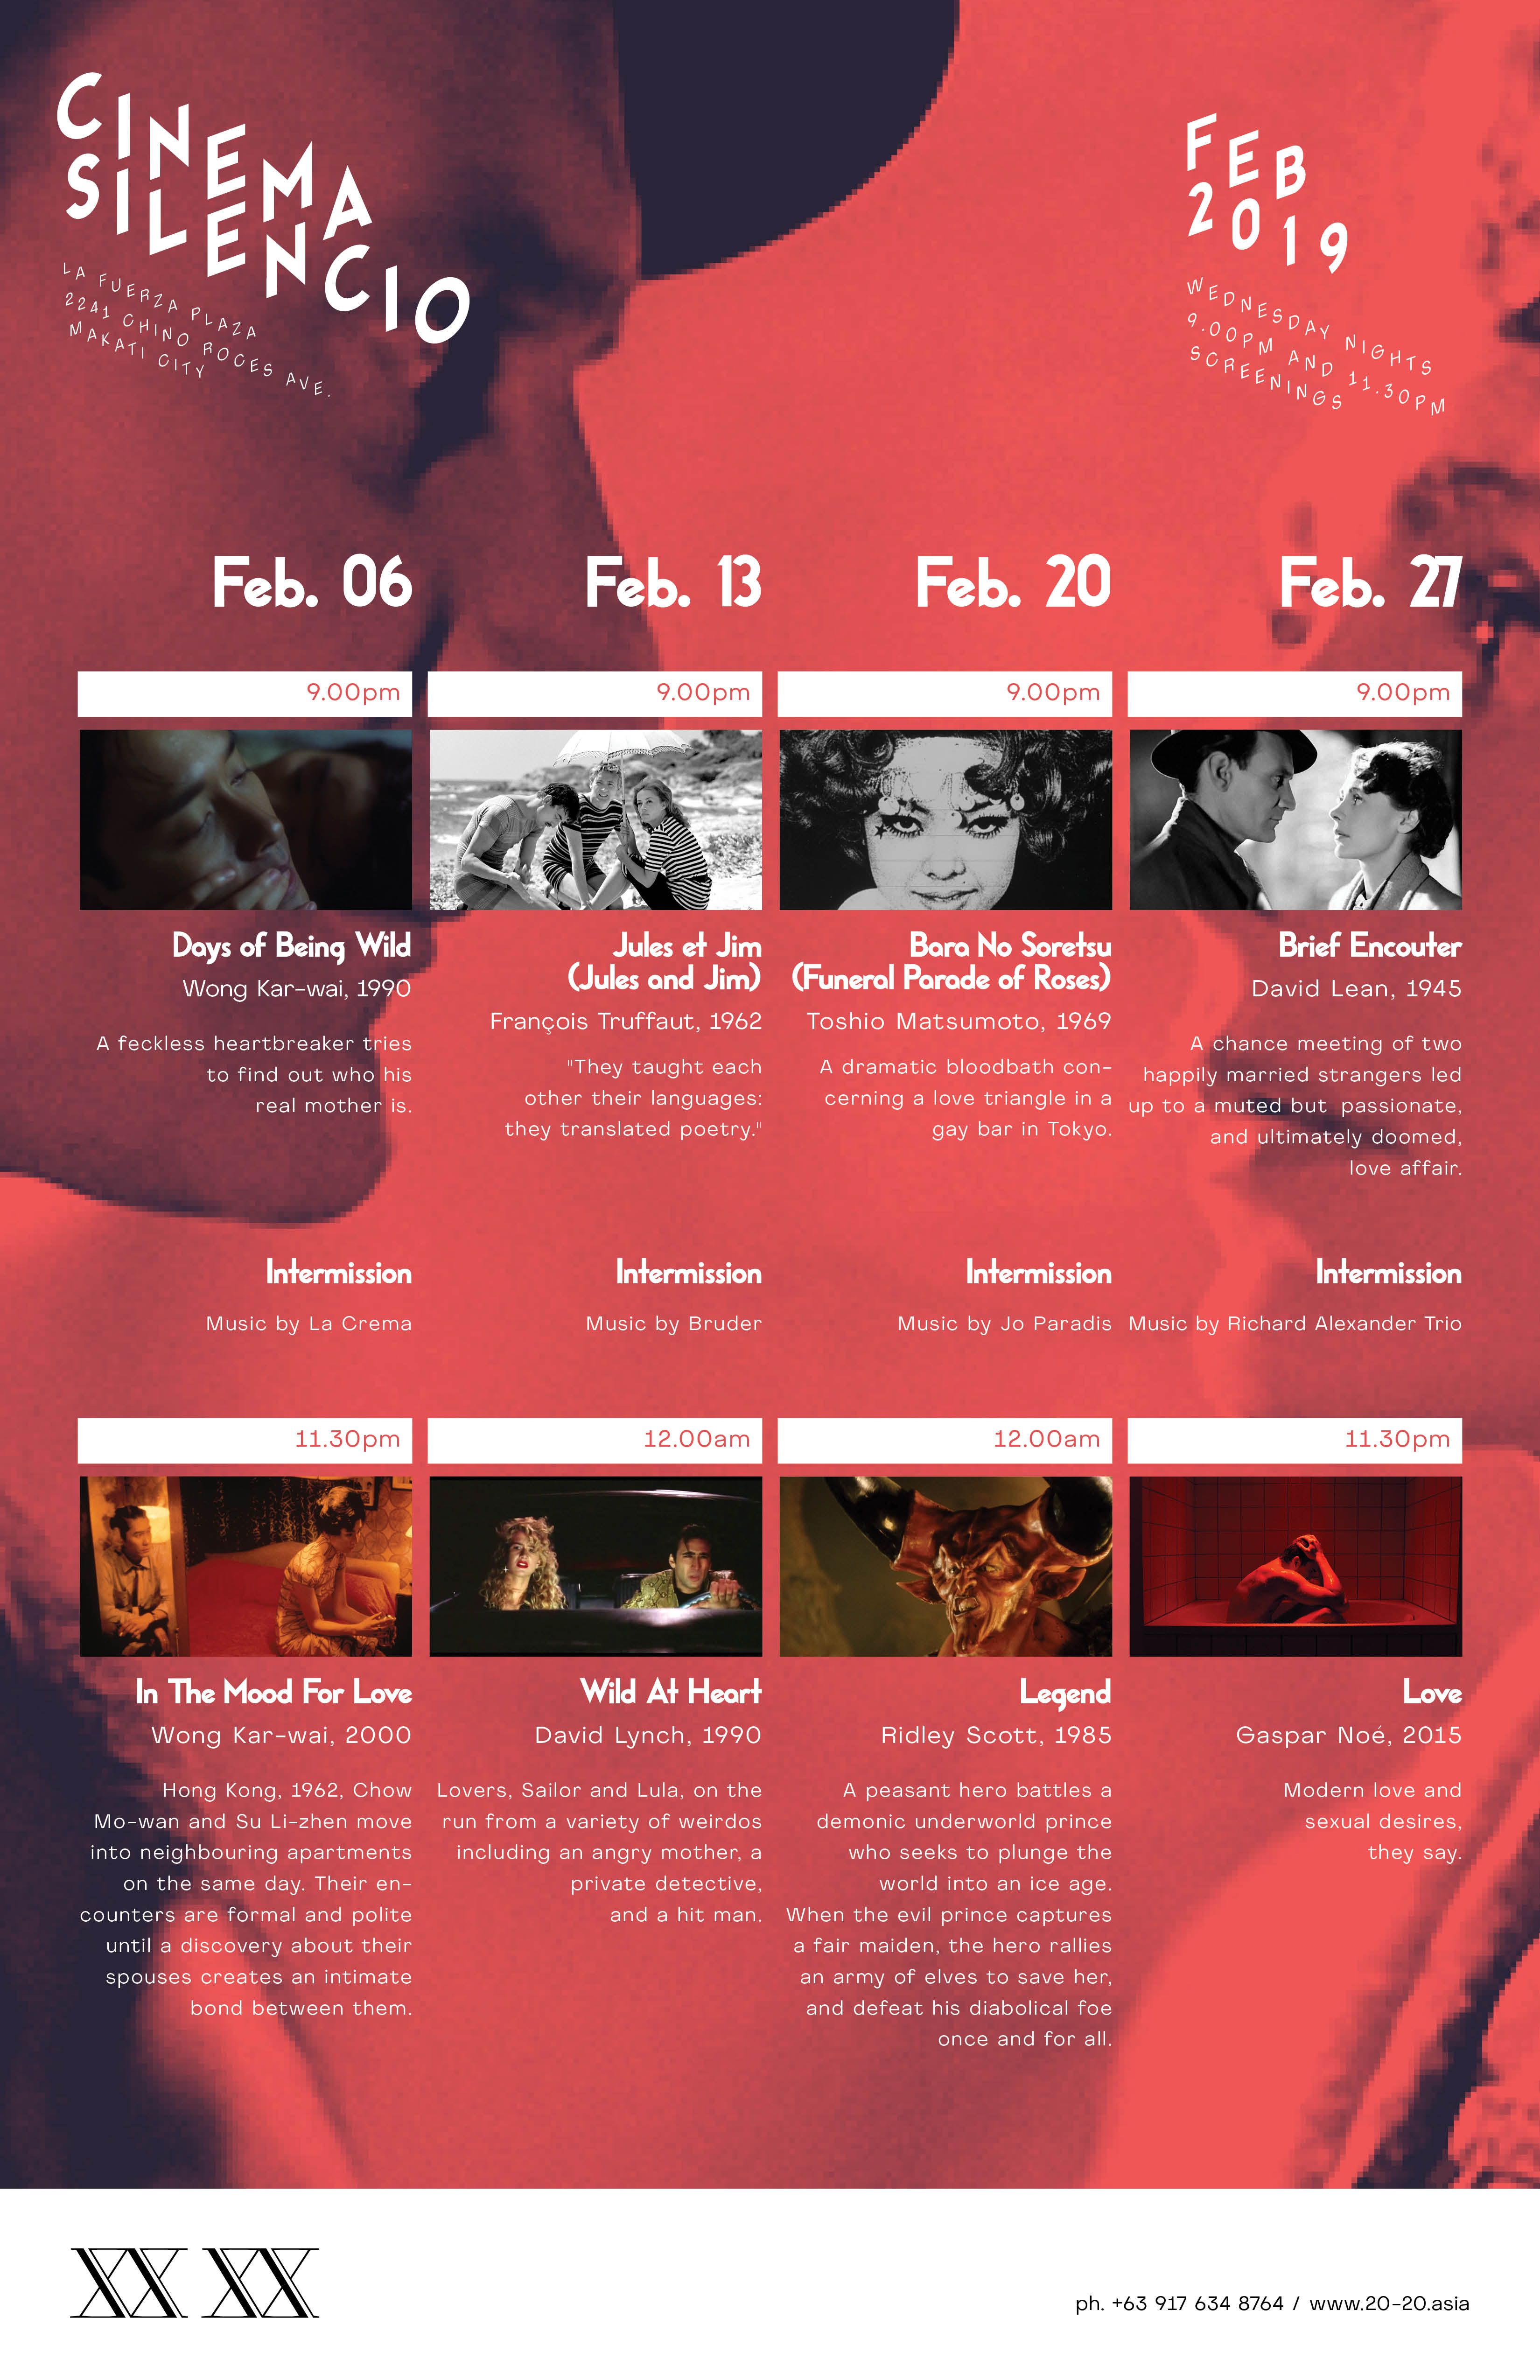 CINEMA
SILENCIO
LA FUERZA PLAZA
2241 CHINO ROCES AVE.
MAKATI CITY
FEB
2019
WEDNESDAY NIGHTS
9.00PM AND 11.30PM
SCREENINGS
Feb. 06
9.00pm
Days of Being Wild
Wong Kar-wai, 1990
A feckless heartbreaker tries
to find out who his
real mother is.
Intermission
Music by La Crema
11.30pm
In The Mood For Love
Wong Kar-wai, 2000
Hong Kong, 1962, Chow
Mo-wan and Su Li-zhen move
into neighbouring apartments
on the same day. Their en-
counters are formal and polite
until a discovery about their
spouses creates an intimate
bond between them.
Feb. 13
9.00pm
Jules et Jim
(Jules and Jim)
François Truffaut, 1962
"They taught each
other their languages:
they translated poetry."
Intermission
Music by Bruder
12.00am
Wild At Heart
David Lynch, 1990
Lovers, Sailor and Lula, on the
run from a variety of weirdos
including an angry mother, a
private detective,
and a hit man.
Feb. 20
9.00pm
Bara No Soretsu
(Funeral Parade of Roses)
Toshio Matsumoto, 1969
A dramatic bloodbath con-
cerning a love triangle in a
gay bar in Tokyo.
Intermission
Music by Jo Paradis
12.00am
Legend
Ridley Scott, 1985
A peasant hero battles a
demonic underworld prince
who seeks to plunge the
world into an ice age.
When the evil prince captures
a fair maiden, the hero rallies
an army of elves to save her,
and defeat his diabolical foe
once and for all.
Feb. 27
9.00pm
Brief Encouter
David Lean, 1945
A chance meeting of two
happily married strangers led
up to a muted but passionate,
and ultimately doomed,
love affair.
Intermission
Music by Richard Alexander Trio
11.30pm
Love
Gaspar Noé, 2015
Modern love and
sexual desires,
they say.
XX XX
ph. +63 917 634 8764 / www.20-20.asia